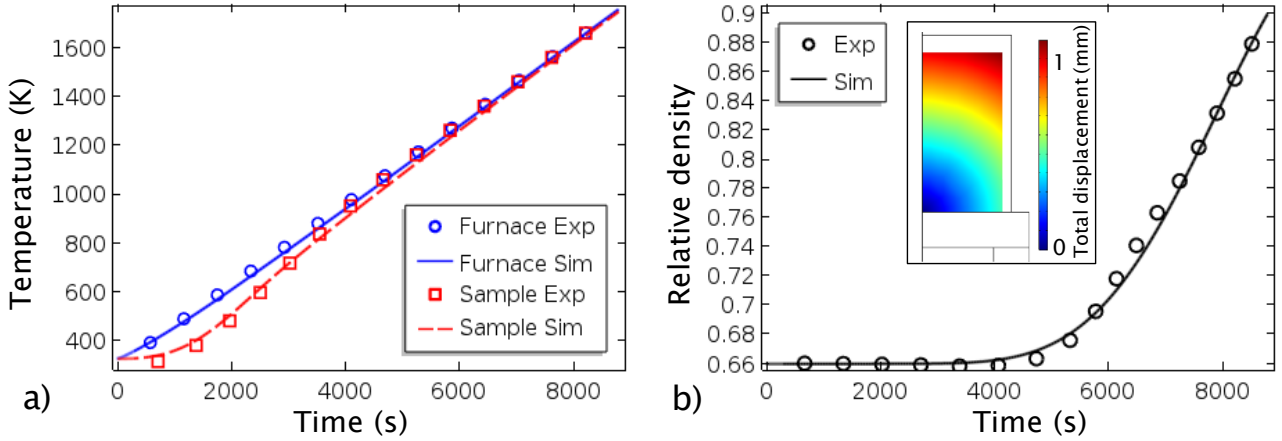 1600
1400
1200
1000
800
600
400
Temperature (K)
0 2000 4000 6000 8000
Time (s)
Furnace Exp
Furnace Sim
Sample Exp
Sample Sim
a)
0.9
0.88
0.86
0.84
0.82
0.8
0.78
0.76
0.74
0.72
0.7
0.68
0.66
Relative density
0 2000 4000 6000 8000
Time (s)
Exp
Sim
1
0
Total displacement (mm)
b)